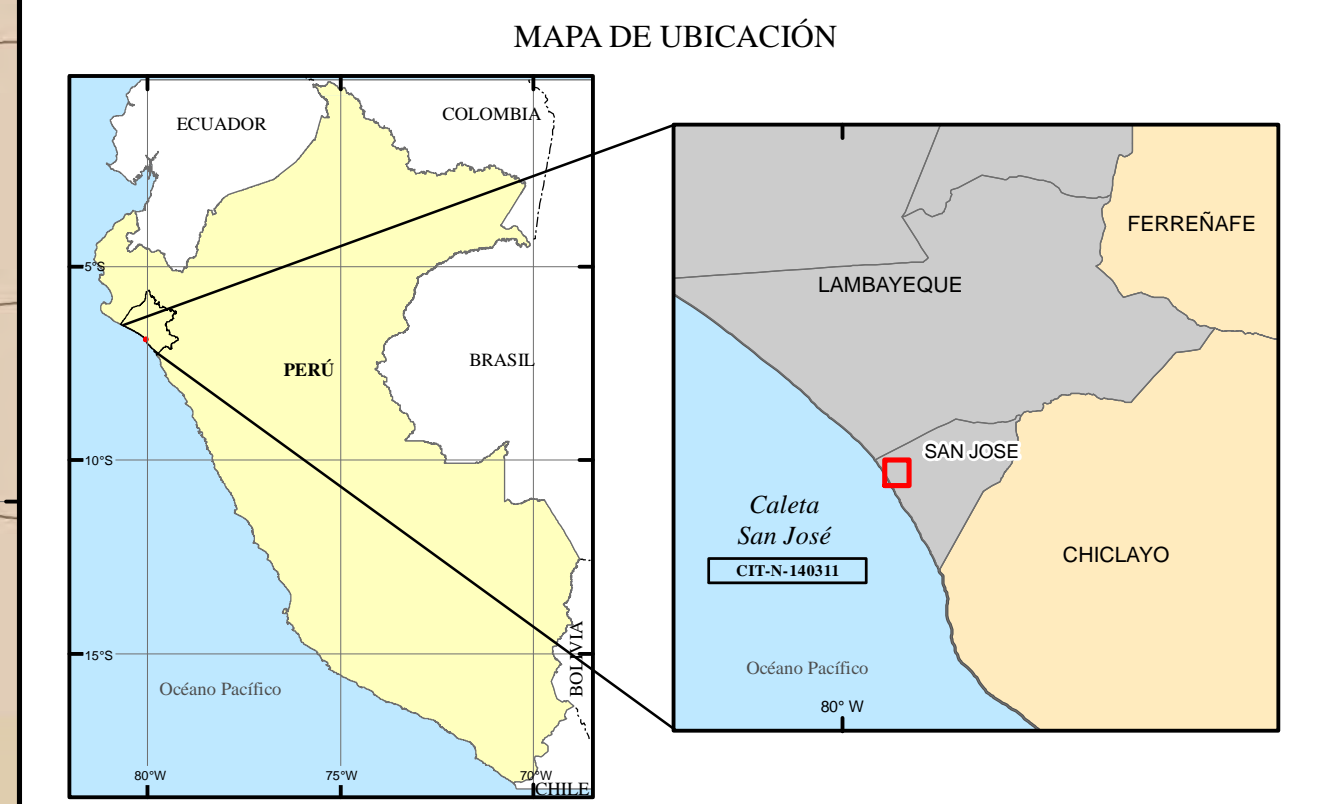 MAPA DE UBICACIÓN
ECUADOR
COLOMBIA
5°S
PERÚ
BRASIL
10°S
15°S
BOLIVIA
Océano Pacífico
80°W
75°W
70°W
CHILE
FERREÑAFE
LAMBAYEQUE
SAN JOSE
Caleta
San José
CIT-N-140311
CHICLAYO
Océano Pacífico
80° W